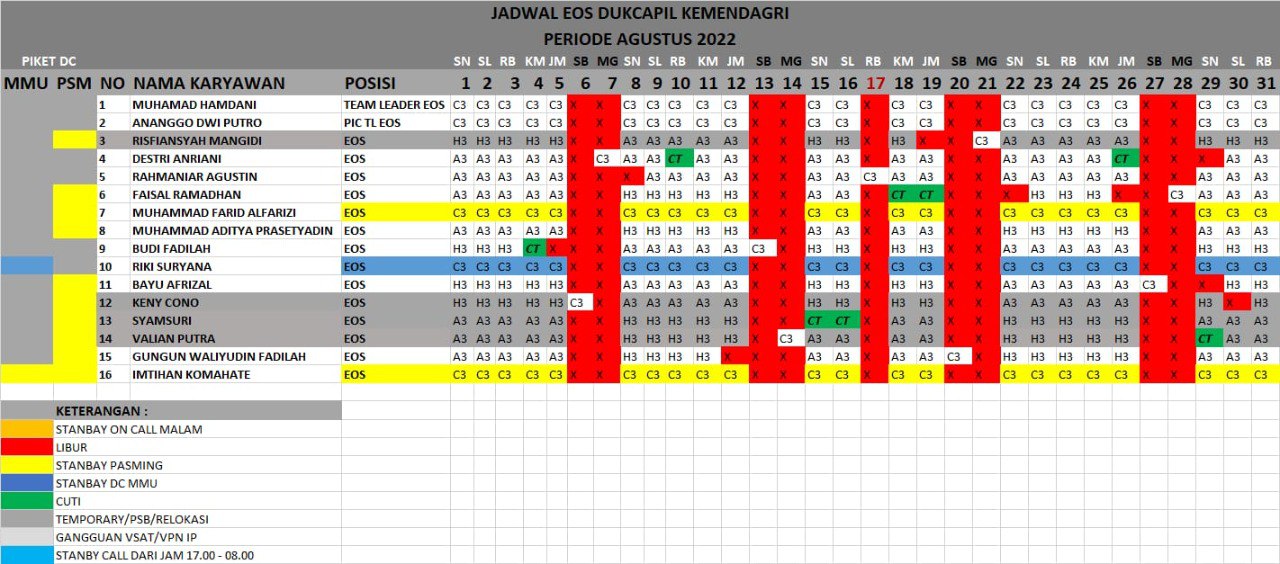 JADWAL EOS DUKCAPIL KEMENDAGRI
PERIODE AGUSTUS 2022
PIKET DC SN SL RB KM JM SB MG SN SL RB KM JM SB MG SN SL RB KM JM SB MG SN SL RB KM JM SB MG SN SL RB
MMU PSM NO NAMA KARYAWAN POSISI 1 2 3 4 5 6 7 8 9 10 11 12 13 14 15 16 17 18 19 20 21 22 23 24 25 26 27 28 29 30 31
1 MUHAMAD HAMDANI TEAM LEADER EOS C3 C3 C3 C3 C3 X X C3 C3 C3 C3 C3 X X C3 C3 X C3 C3 X X C3 C3 C3 C3 C3 X X C3 C3 C3
2 ANANGGO DWI PUTRO PIC TL EOS C3 C3 C3 C3 C3 X X C3 C3 C3 C3 C3 X X C3 C3 X C3 C3 X X C3 C3 C3 C3 C3 X X C3 C3 C3
3 RISFIANSYAH MANGIDI EOS H3 H3 H3 H3 H3 X X A3 A3 A3 A3 A3 X X H3 H3 X H3 X X C3 A3 A3 A3 A3 A3 X X H3 H3 H3
4 DESTRI ANRIANI EOS A3 A3 A3 A3 A3 X C3 A3 A3 CT A3 A3 X X A3 A3 X A3 A3 X X A3 A3 A3 A3 CT X X X A3 A3
5 RAHMANIAR AGUSTIN EOS A3 A3 A3 A3 A3 X X X A3 A3 A3 A3 X X A3 A3 C3 A3 A3 X X A3 A3 A3 A3 A3 X X A3 A3 A3
6 FAISAL RAMADHAN EOS A3 A3 A3 A3 A3 X X H3 H3 H3 H3 H3 X X A3 A3 X CT CT X X X H3 H3 H3 X X C3 A3 A3 A3
7 MUHAMMAD FARID ALFARIZI EOS C3 C3 C3 C3 C3 X X C3 C3 C3 C3 C3 X X C3 C3 X C3 C3 X X C3 C3 C3 C3 C3 X X C3 C3 C3
8 MUHAMMAD ADITYA PRASETYADIN EOS A3 A3 A3 A3 A3 X X H3 H3 H3 H3 H3 X X A3 A3 X A3 A3 X X H3 H3 H3 H3 H3 X X A3 A3 A3
9 BUDI FADILAH EOS H3 H3 H3 CT X X X A3 A3 A3 A3 A3 C3 X H3 H3 X H3 H3 X X A3 A3 A3 A3 A3 X X H3 H3 H3
10 RIKI SURYANA EOS C3 C3 C3 C3 C3 X X C3 C3 C3 C3 C3 X X C3 C3 X C3 C3 X X C3 C3 C3 C3 C3 X X C3 C3 C3
11 BAYU AFRIZAL EOS H3 H3 H3 H3 H3 X X A3 A3 A3 A3 A3 X X H3 H3 X H3 H3 X X A3 A3 A3 A3 A3 C3 X X H3 H3
12 KENY CONO EOS H3 H3 H3 H3 H3 C3 X A3 A3 A3 A3 A3 X X H3 H3 X H3 H3 X X A3 A3 A3 A3 A3 X X H3 X H3
13 SYAMSURI EOS A3 A3 A3 A3 A3 X X H3 H3 H3 H3 H3 X X CT CT X A3 A3 X X H3 H3 H3 H3 H3 X X A3 A3 A3
14 VALIAN PUTRA EOS A3 A3 A3 A3 A3 X X H3 H3 H3 H3 H3 X C3 A3 A3 X A3 A3 X X H3 H3 H3 H3 H3 X X CT A3 A3
15 GUNGUN WALIYUDIN FADILAH EOS A3 A3 A3 A3 A3 X X H3 H3 H3 H3 X X X A3 A3 X A3 A3 C3 X H3 H3 H3 H3 H3 X X A3 A3 A3
16 IMTIHAN KOMAHATE EOS C3 C3 C3 C3 C3 X X C3 C3 C3 C3 C3 X X C3 C3 X C3 C3 X X C3 C3 C3 C3 C3 X X C3 C3 C3
KETERANGAN :
STANBAY ON CALL MALAM
LIBUR
STANBAY PASMING
STANBAY DC MMU
CUTI
TEMPORARY/PSB/RELOKASI
GANGGUAN VSAT/VPN IP
STANBY CALL DARI JAM 17.00 - 08.00